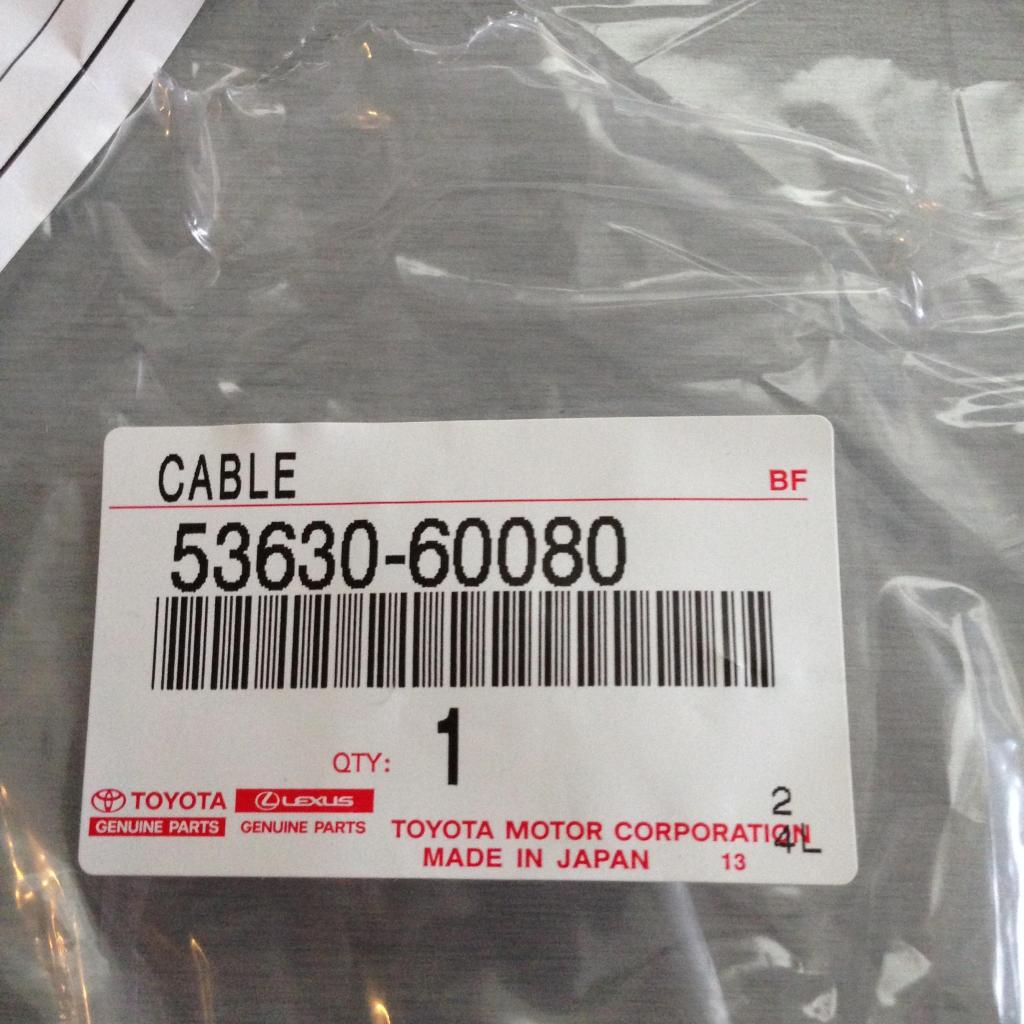 CABLE
BF
53630-60080
QTY: 1
TOYOTA
GENUINE PARTS
LEXUS
GENUINE PARTS
2
4L
TOYOTA MOTOR CORPORATION
MADE IN JAPAN 13